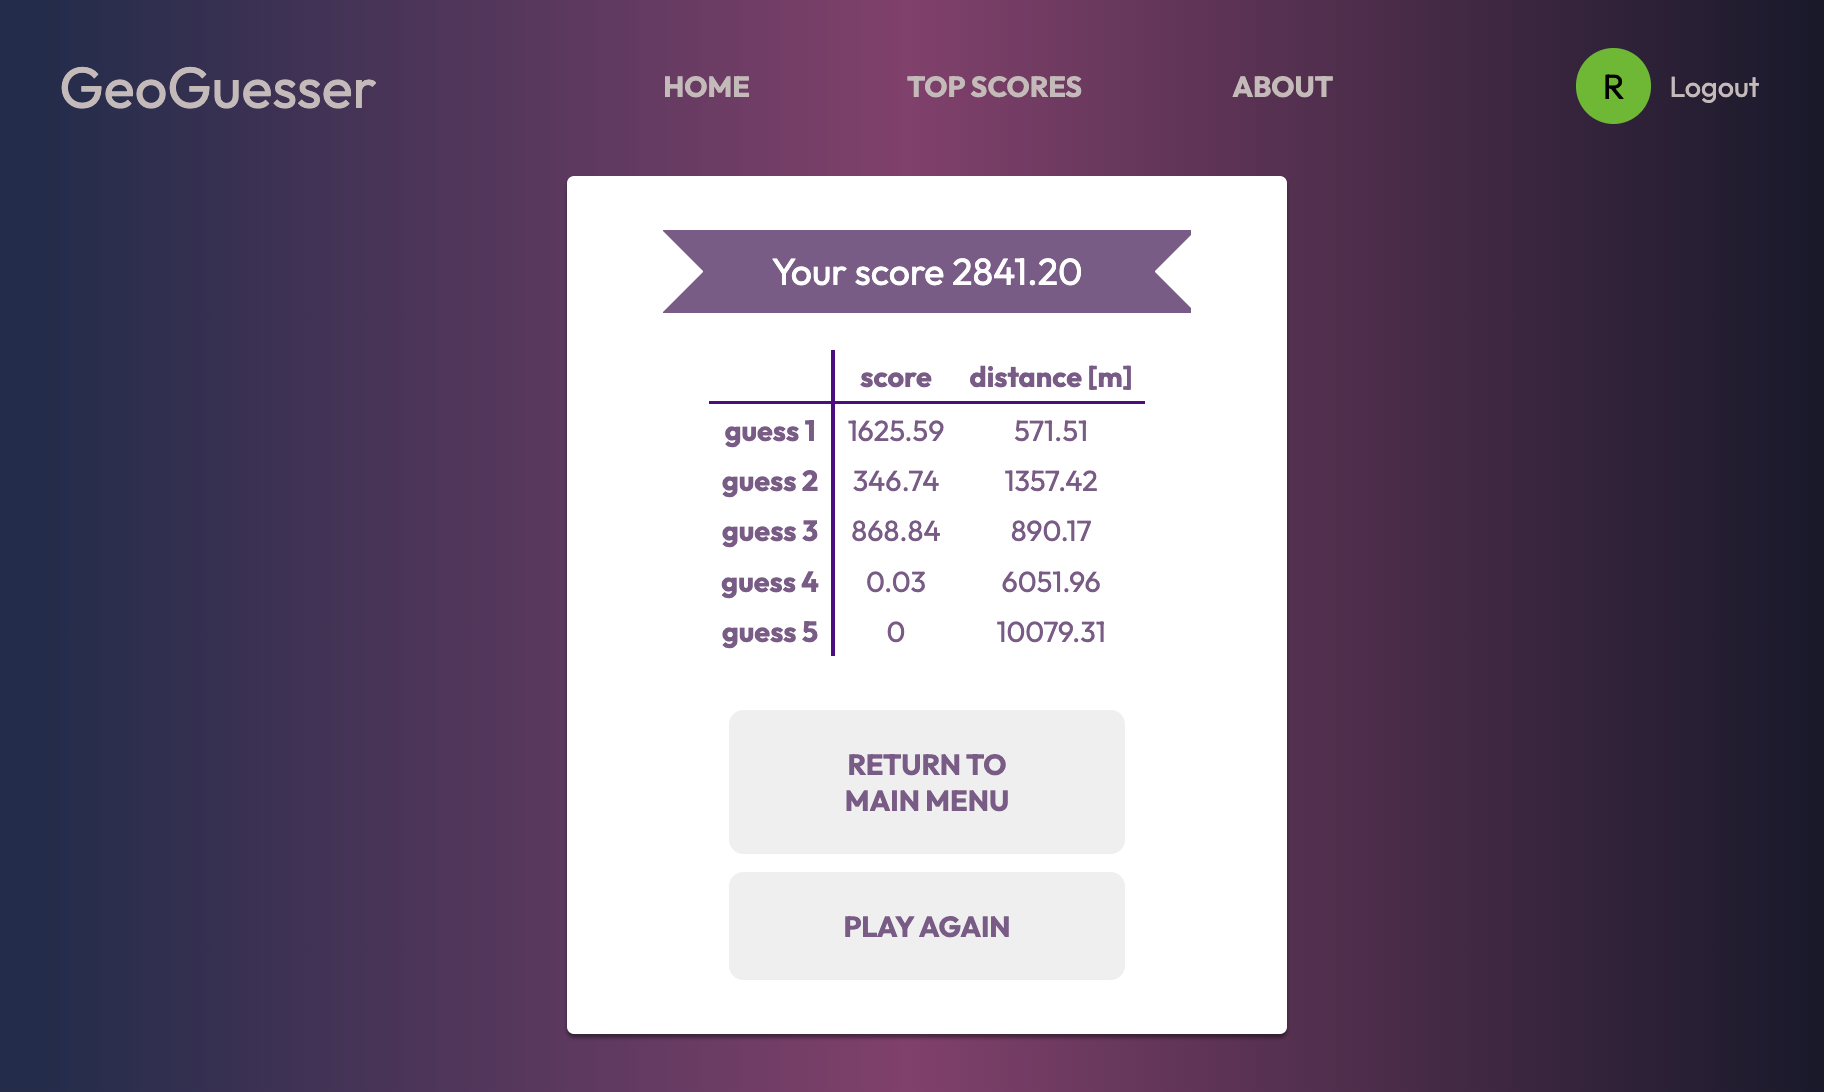 GeoGuesser
HOME
TOP SCORES
ABOUT
R
Logout
Your score 2841.20
score distance [m]
guess 1 1625.59 571.51
guess 2 346.74 1357.42
guess 3 868.84 890.17
guess 4 0.03 6051.96
guess 5 0 10079.31
RETURN TO
MAIN MENU
PLAY AGAIN